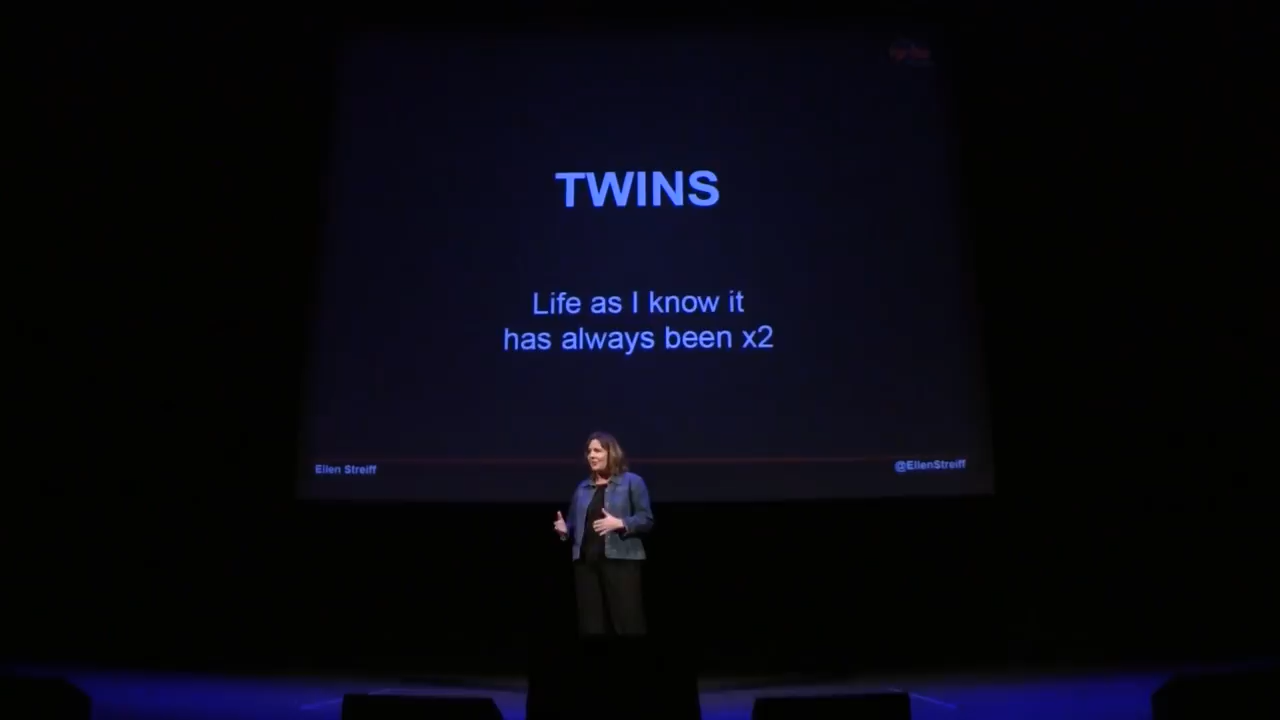 TWINS
Life as I know it
has always been x2
Ellen Streiff
@EllenStreiff